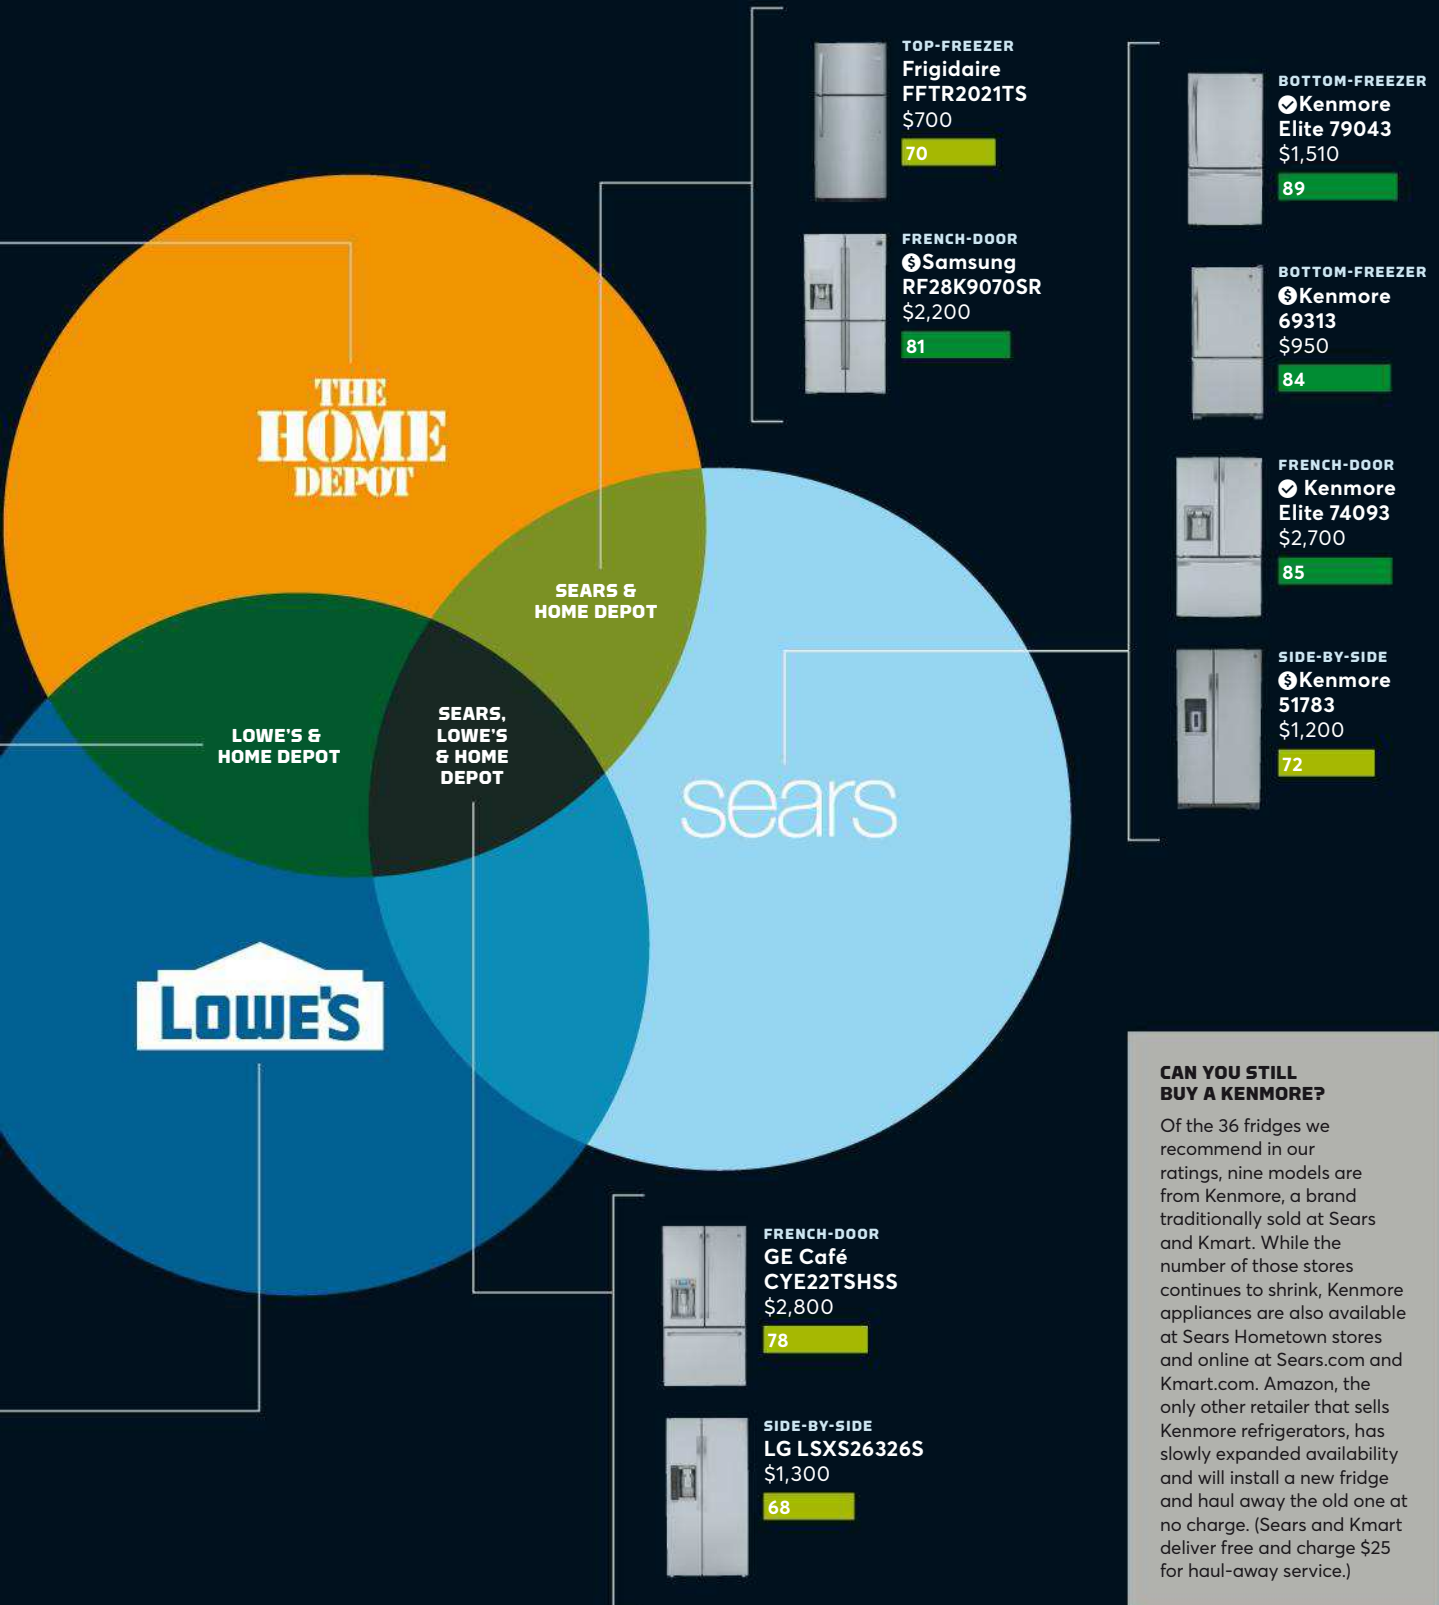 TOP-FREEZER
Frigidaire
FFTR2021TS
$700
70
FRENCH-DOOR
$Samsung
RF28K9070SR
$2,200
81
BOTTOM-FREEZER
Kenmore
Elite 79043
$1,510
89
BOTTOM-FREEZER
$Kenmore
69313
$950
84
FRENCH-DOOR
Kenmore
Elite 74093
$2,700
85
SIDE-BY-SIDE
$Kenmore
51783
$1,200
72
THE
HOME
DEPOT
SEARS &
HOME DEPOT
LOWE'S &
HOME DEPOT
SEARS,
LOWE'S
& HOME
DEPOT
sears
LOWE'S
FRENCH-DOOR
GE Café
CYE22TSHSS
$2,800
78
SIDE-BY-SIDE
LG LSXS26326S
$1,300
68
CAN YOU STILL
BUY A KENMORE?
Of the 36 fridges we
recommend in our
ratings, nine models are
from Kenmore, a brand
traditionally sold at Sears
and Kmart. While the
number of those stores
continues to shrink, Kenmore
appliances are also available
at Sears Hometown stores
and online at Sears.com and
Kmart.com. Amazon, the
only other retailer that sells
Kenmore refrigerators, has
slowly expanded availability
and will install a new fridge
and haul away the old one at
no charge. (Sears and Kmart
deliver free and charge $25
for haul-away service.)